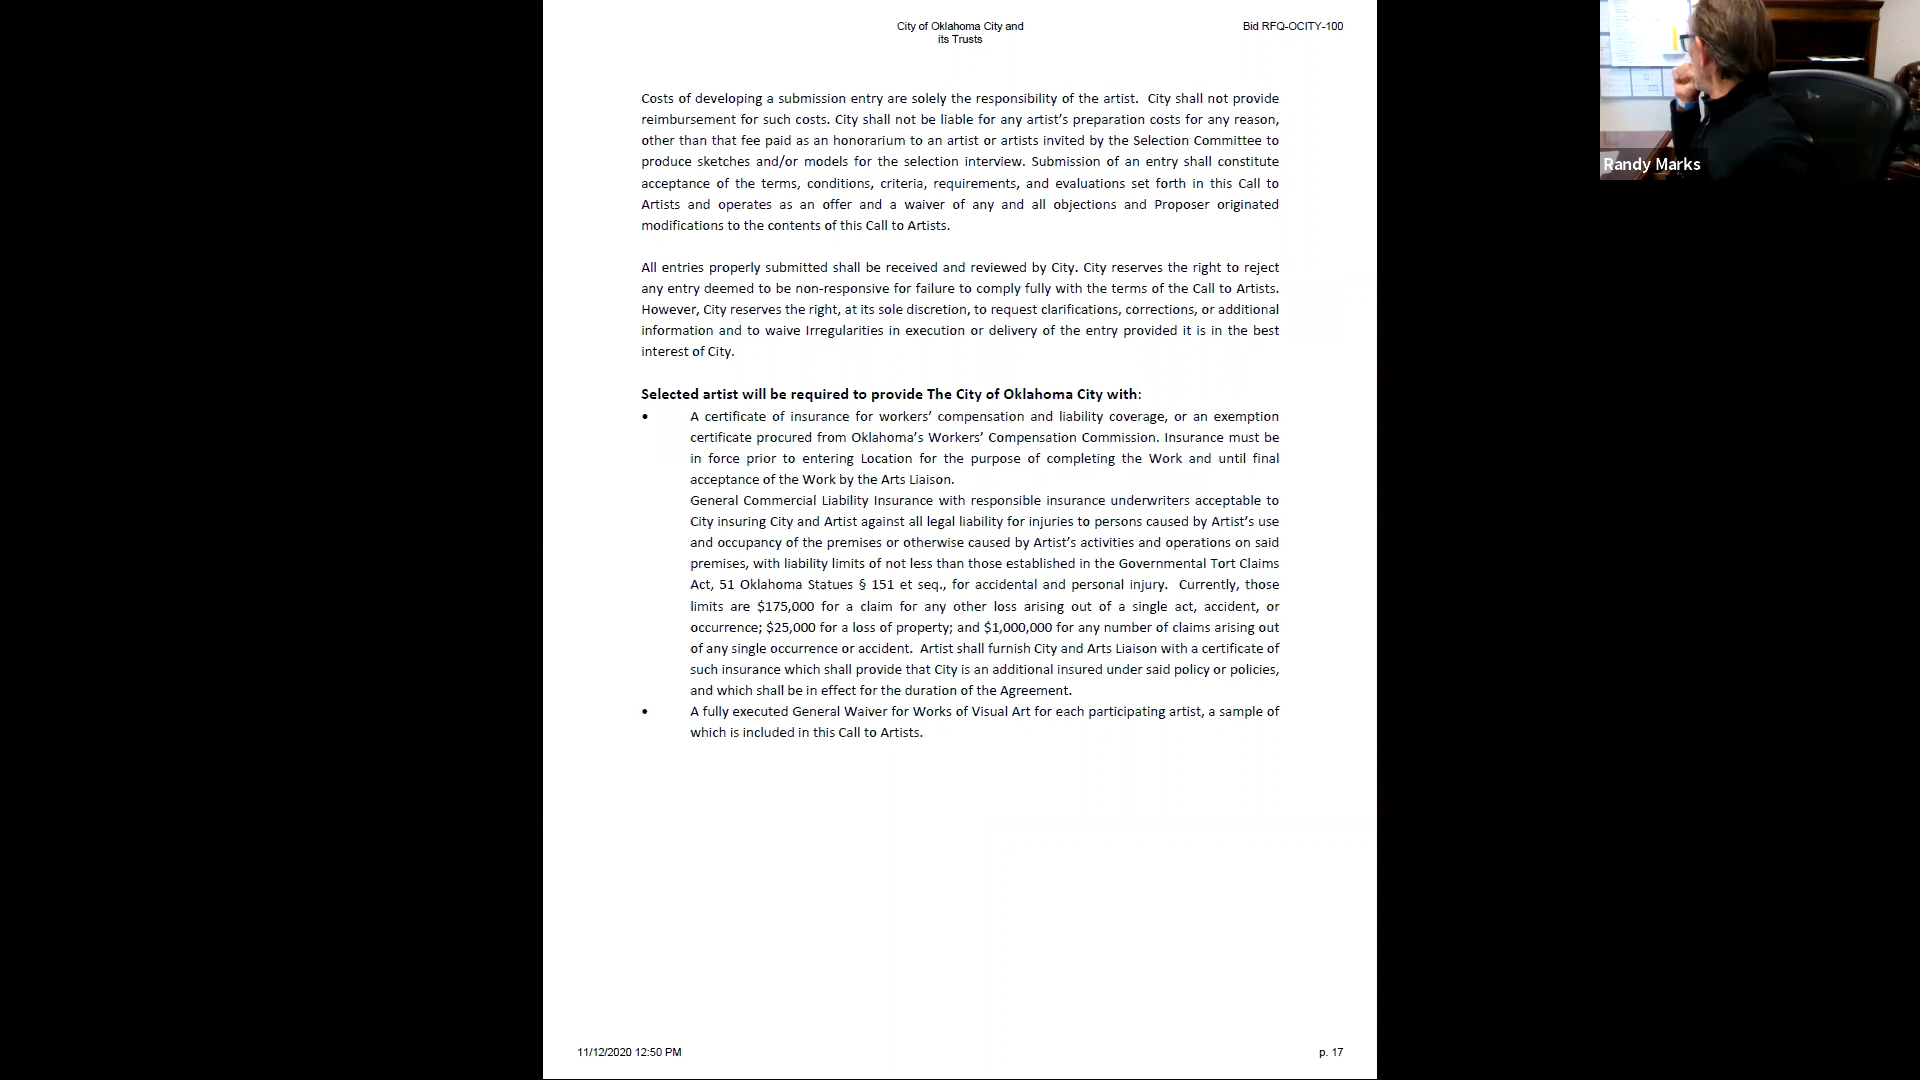 City of Oklahoma City and
its Trusts
Bid RFQ-OCITY-100
Costs of developing a submission entry are solely the responsibility of the artist.  City shall not provide
reimbursement for such costs. City shall not be liable for any artist's preparation costs for any reason,
other than that fee paid as an honorarium to an artist or artists invited by the Selection Committee to
produce sketches and/or models for the selection interview. Submission of an entry shall constitute
acceptance of the terms, conditions, criteria, requirements, and evaluations set forth in this Call to
Artists and operates as an offer and a waiver of any and all objections and Proposer originated
modifications to the contents of this Call to Artists.
All entries properly submitted shall be received and reviewed by City. City reserves the right to reject
any entry deemed to be non-responsive for failure to comply fully with the terms of the Call to Artists.
However, City reserves the right, at its sole discretion, to request clarifications, corrections, or additional
information and to waive Irregularities in execution or delivery of the entry provided it is in the best
interest of City.
Selected artist will be required to provide The City of Oklahoma City with:
• A certificate of insurance for workers' compensation and liability coverage, or an exemption
certificate procured from Oklahoma's Workers' Compensation Commission. Insurance must be
in force prior to entering Location for the purpose of completing the Work and until final
acceptance of the Work by the Arts Liaison.
General Commercial Liability Insurance with responsible insurance underwriters acceptable to
City insuring City and Artist against all legal liability for injuries to persons caused by Artist's use
and occupancy of the premises or otherwise caused by Artist's activities and operations on said
premises, with liability limits of not less than those established in the Governmental Tort Claims
Act, 51 Oklahoma Statues § 151 et seq., for accidental and personal injury.  Currently, those
limits are $175,000 for a claim for any other loss arising out of a single act, accident, or
occurrence; $25,000 for a loss of property; and $1,000,000 for any number of claims arising out
of any single occurrence or accident.  Artist shall furnish City and Arts Liaison with a certificate of
such insurance which shall provide that City is an additional insured under said policy or policies,
and which shall be in effect for the duration of the Agreement.
• A fully executed General Waiver for Works of Visual Art for each participating artist, a sample of
which is included in this Call to Artists.
11/12/2020 12:50 PM
p. 17
Randy Marks